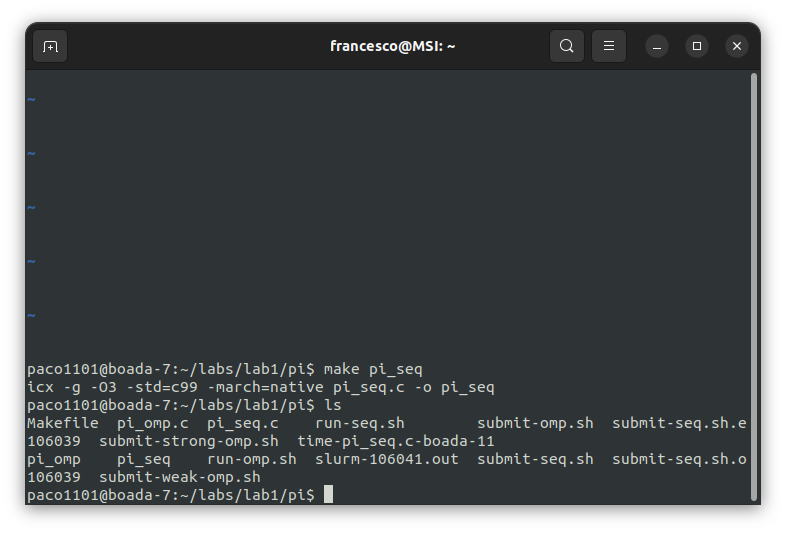 francesco@MSI: ~
~
~
~
~
~
paco1101@boada-7:~/labs/lab1/pi$ make pi_seq
icx -g -O3 -std=c99 -march=native pi_seq.c -o pi_seq
paco1101@boada-7:~/labs/lab1/pi$ ls
Makefile  pi_omp.c  pi_seq.c    run-seq.sh        submit-omp.sh  submit-seq.sh.e
106039  submit-strong-omp.sh  time-pi_seq.c-boada-11
pi_omp    pi_seq    run-omp.sh  slurm-106041.out  submit-seq.sh  submit-seq.sh.o
106039  submit-weak-omp.sh
paco1101@boada-7:~/labs/lab1/pi$